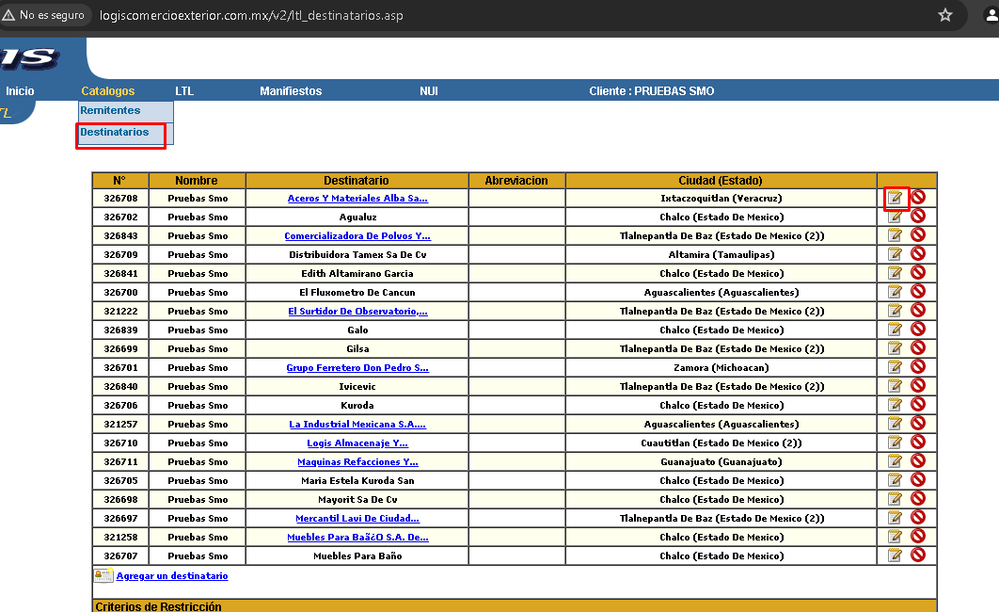 No es seguro logiscomercioexterior.com.mx/v2/ltl_destinatarios.asp
IS
Inicio Catalogos LTL Manifiestos NUI Cliente : PRUEBAS SMO
TL
Remitentes
Destinatarios
N° Nombre Destinatario Abreviacion Ciudad (Estado)
326708 Pruebas Smo Aceros Y Materiales Alba Sa... Ixtaczoquitlan (Veracruz)
326702 Pruebas Smo Agualuz Chalco (Estado De Mexico)
326843 Pruebas Smo Comercializadora De Polvos Y... Tlalnepantla De Baz (Estado De Mexico (2))
326709 Pruebas Smo Distribuidora Tamex Sa De Cv Altamira (Tamaulipas)
326841 Pruebas Smo Edith Altamirano Garcia Chalco (Estado De Mexico)
326700 Pruebas Smo El Fluxometro De Cancun Aguascalientes (Aguascalientes)
321222 Pruebas Smo El Surtidor De Observatorio,... Tlalnepantla De Baz (Estado De Mexico (2))
326839 Pruebas Smo Galo Chalco (Estado De Mexico)
326699 Pruebas Smo Gilsa Tlalnepantla De Baz (Estado De Mexico (2))
326701 Pruebas Smo Grupo Ferretero Don Pedro S... Zamora (Michoacan)
326840 Pruebas Smo Ivicevic Tlalnepantla De Baz (Estado De Mexico (2))
326706 Pruebas Smo Kuroda Chalco (Estado De Mexico)
321257 Pruebas Smo La Industrial Mexicana S.A.... Aguascalientes (Aguascalientes)
326710 Pruebas Smo Logis Almacenaje Y... Cuautitlan (Estado De Mexico (2))
326711 Pruebas Smo Maquinas Refacciones Y... Guanajuato (Guanajuato)
326705 Pruebas Smo Maria Estela Kuroda San Chalco (Estado De Mexico)
326698 Pruebas Smo Mayorit Sa De Cv Chalco (Estado De Mexico)
326697 Pruebas Smo Mercantil Lavi De Ciudad... Tlalnepantla De Baz (Estado De Mexico (2))
321258 Pruebas Smo Muebles Para Baã¿O S.A. De... Chalco (Estado De Mexico)
326707 Pruebas Smo Muebles Para Baño Chalco (Estado De Mexico)
Agregar un destinatario
Criterios de Restricción